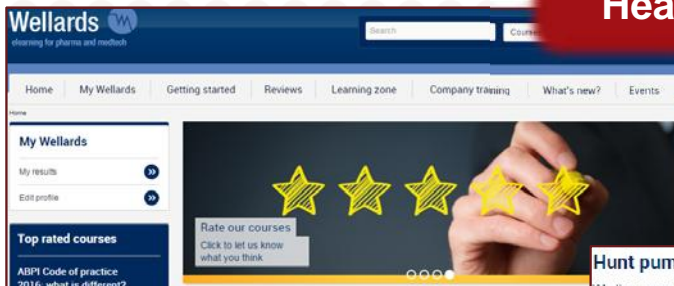 Wellards
elearning for pharma and medtech
Search
Hea
Home My Wellards Getting started Reviews Learning zone Company training What's new? Events
Home
My Wellards
My results
Edit profile
Rate our courses
Click to let us know
what you think
Top rated courses
ABPI Code of practice
2016: what is different?
Hunt pum